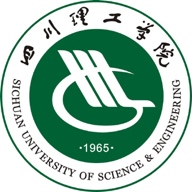 四川理工学院
SICHUAN UNIVERSITY OF SCIENCE & ENGINEERING
·1965·